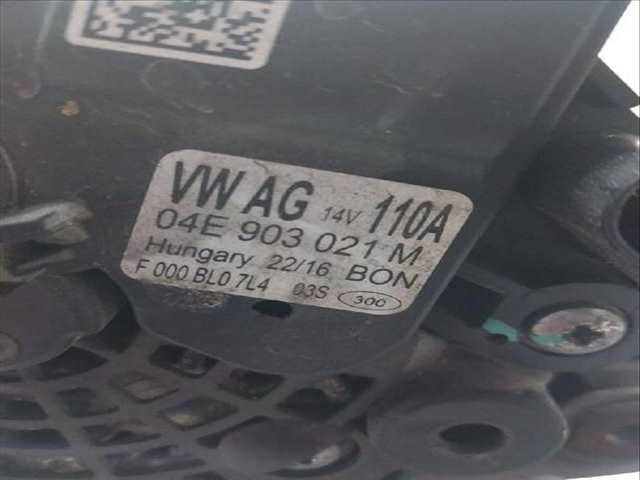 VW AG 14V 110A
04E 903 021 M
Hungary 22/16 BON
F 000 BL0 7L4 03S 300